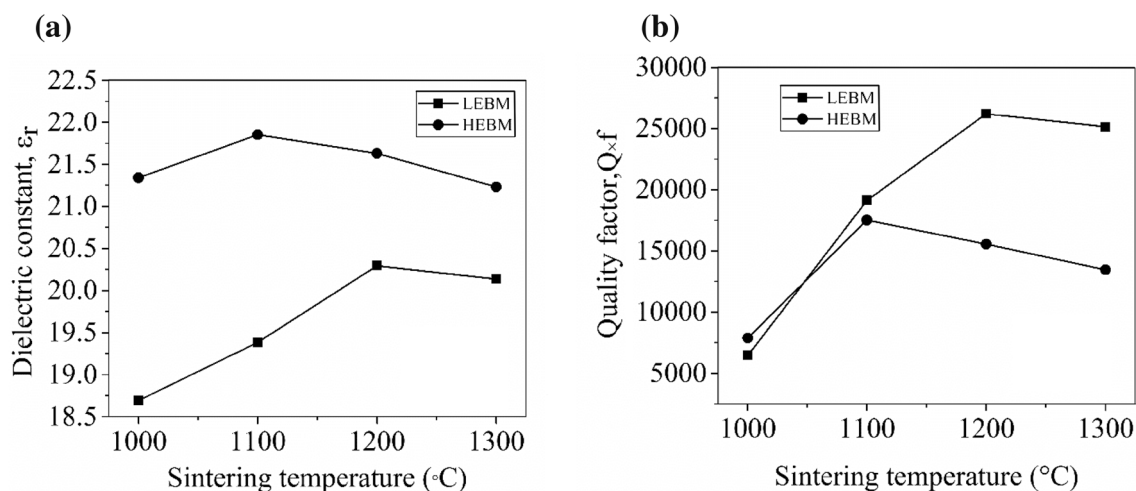 (a)
Dielectric constant, εr
22.5
22.0
21.5
21.0
20.5
20.0
19.5
19.0
18.5
LEBM
HEBM
1000 1100 1200 1300
Sintering temperature (◦C)
(b)
Quality factor,Q×f
30000
25000
20000
15000
10000
5000
LEBM
HEBM
1000 1100 1200 1300
Sintering temperature (°C)